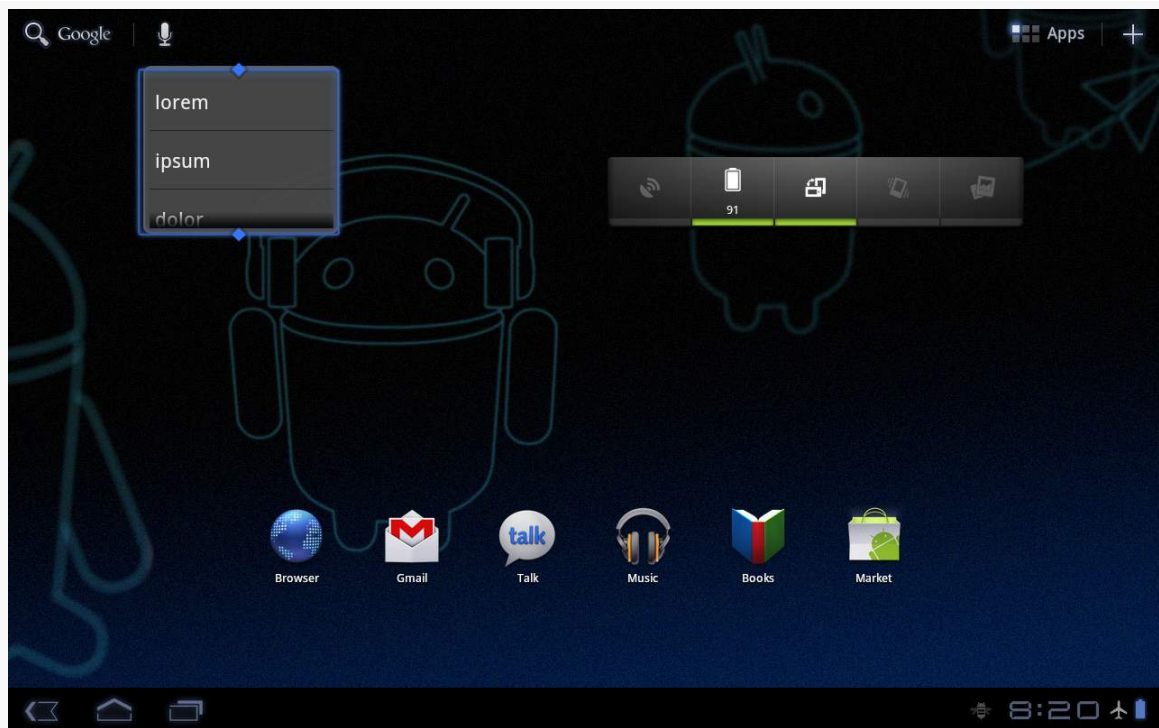 Google
Apps
lorem
ipsum
dolor
91
talk
Browser
Gmail
Talk
Music
Books
Market
8:20